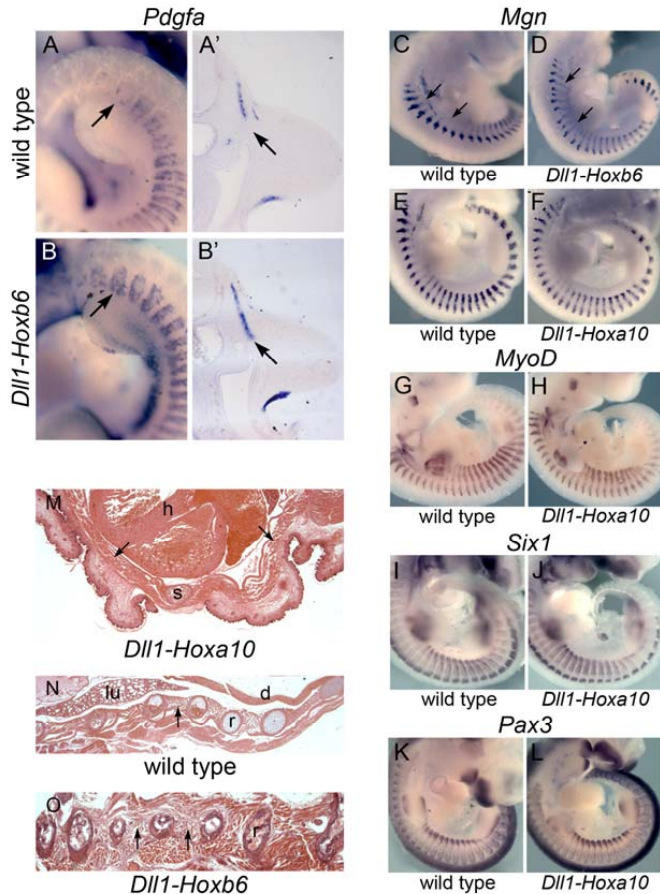 Pdgfa
A
A'
wild type
B
B'
Dll1-Hoxb6
M
h
s
Dll1-Hoxa10
N
lu
d
r
wild type
O
r
Dll1-Hoxb6
Mgn
C
D
wild type
Dll1-Hoxb6
E
F
wild type
Dll1-Hoxa10
MyoD
G
H
wild type
Dll1-Hoxa10
Six1
I
J
wild type
Dll1-Hoxa10
Pax3
K
L
wild type
Dll1-Hoxa10